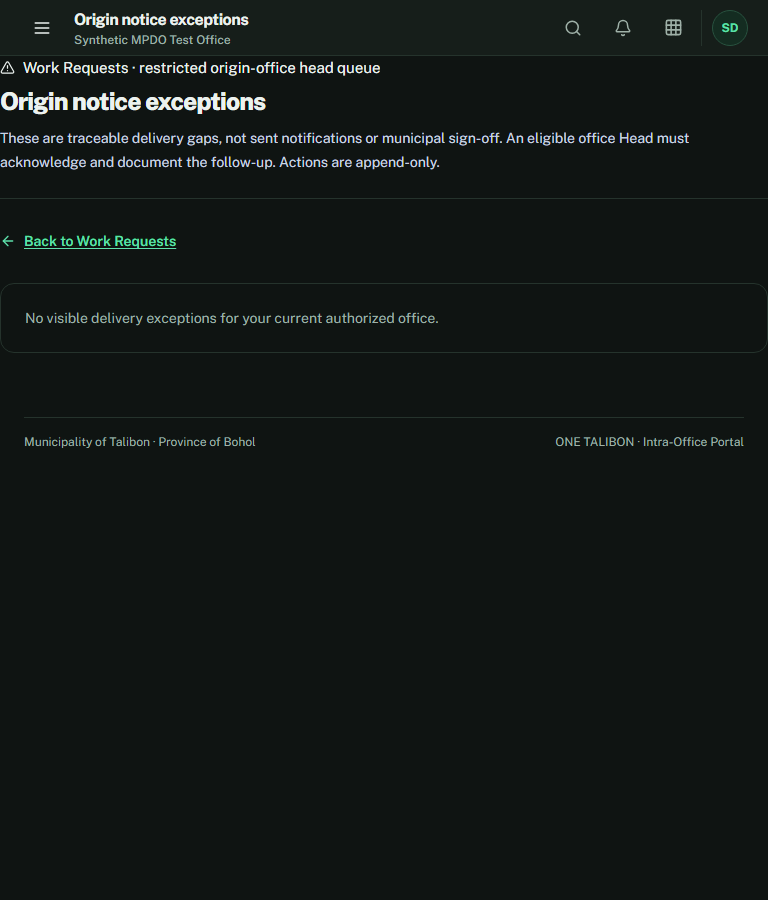 Origin notice exceptions
Synthetic MPDO Test Office
SD
Work Requests · restricted origin-office head queue
Origin notice exceptions
These are traceable delivery gaps, not sent notifications or municipal sign-off. An eligible office Head must
acknowledge and document the follow-up. Actions are append-only.
Back to Work Requests
No visible delivery exceptions for your current authorized office.
Municipality of Talibon · Province of Bohol
ONE TALIBON · Intra-Office Portal